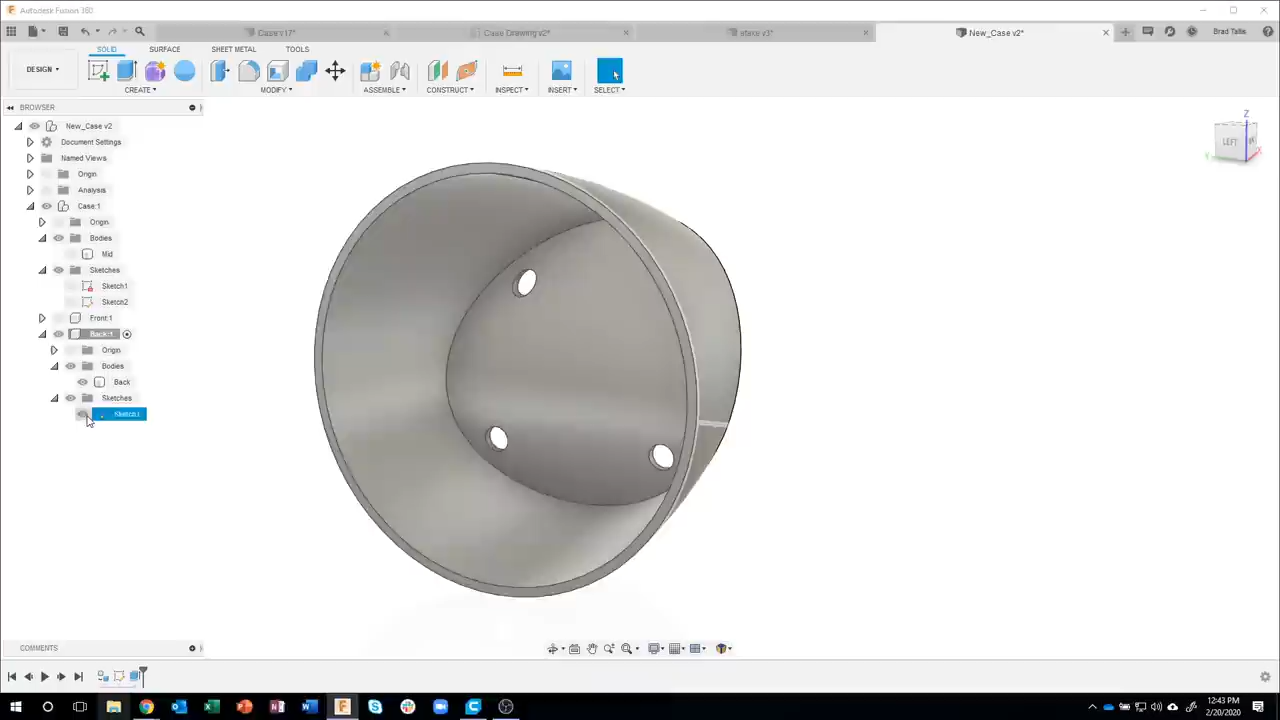 Autodesk Fusion 360
Case v17*
Case Drawing v2*
stake v3*
New_Case v2*
Brad Tallis
DESIGN
SOLID
SURFACE
SHEET METAL
TOOLS
CREATE
MODIFY
ASSEMBLE
CONSTRUCT
INSPECT
INSERT
SELECT
BROWSER
New_Case v2
Document Settings
Named Views
Origin
Analysis
Case:1
Origin
Bodies
Mid
Sketches
Sketch1
Sketch2
Front:1
Back:1
Origin
Bodies
Back
Sketches
Sketch1
Z
LEFT
Y
X
COMMENTS
12:43 PM
2/20/2020